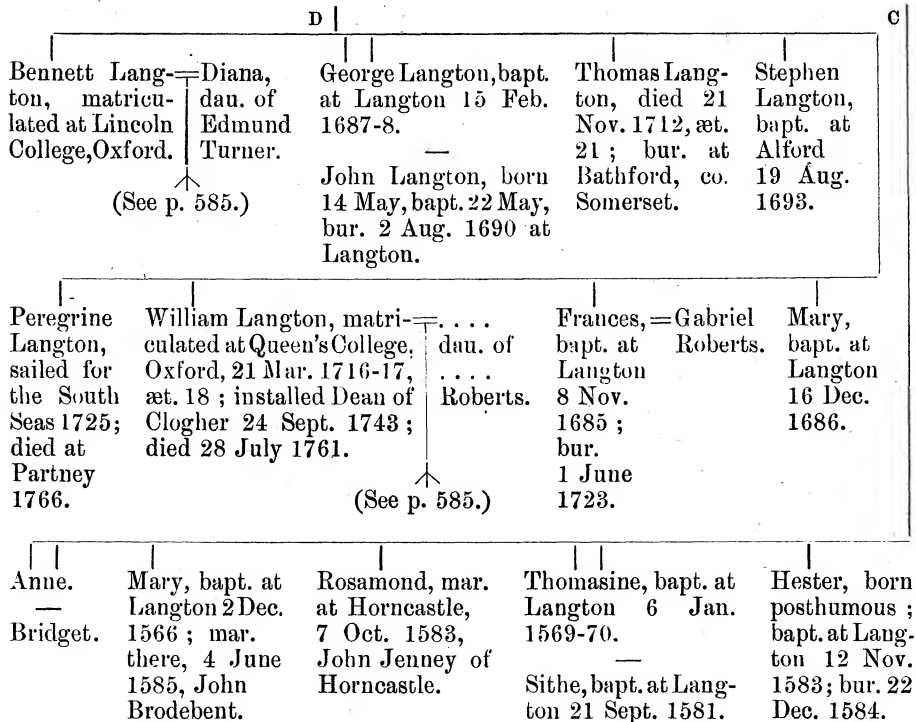 D
C
Bennett Lang-
ton, matricu-
lated at Lincoln
College,Oxford.
=Diana,
dau. of
Edmund
Turner.
(See p. 585.)
George Langton,bapt.
at Langton 15 Feb.
1687-8.
—
John Langton, born
14 May, bapt. 22 May,
bur. 2 Aug. 1690 at
Langton.
Thomas Lang-
ton, died 21
Nov. 1712, æt.
21 ; bur. at
Bathford, co.
Somerset.
Stephen
Langton,
bapt. at
Alford
19 Aug.
1693.
Peregrine
Langton,
sailed for
the South
Seas 1725;
died at
Partney
1766.
William Langton, matri-
culated at Queen's College,
Oxford, 21 Mar. 1716-17,
æt. 18 ; installed Dean of
Clogher 24 Sept. 1743 ;
died 28 July 1761.
=. . . .
dau. of
. . . .
Roberts.
(See p. 585.)
Frances,
bapt. at
Langton
8 Nov.
1685 ;
bur.
1 June
1723.
=Gabriel
Roberts.
Mary,
bapt. at
Langton
16 Dec.
1686.
Anne.
—
Bridget.
Mary, bapt. at
Langton 2 Dec.
1566 ; mar.
there, 4 June
1585, John
Brodebent.
Rosamond, mar.
at Horncastle,
7 Oct. 1583,
John Jenney of
Horncastle.
Thomasine, bapt. at
Langton 6 Jan.
1569-70.
—
Sithe, bapt. at Lang-
ton 21 Sept. 1581.
Hester, born
posthumous ;
bapt. at Lang-
ton 12 Nov.
1583; bur. 22
Dec. 1584.